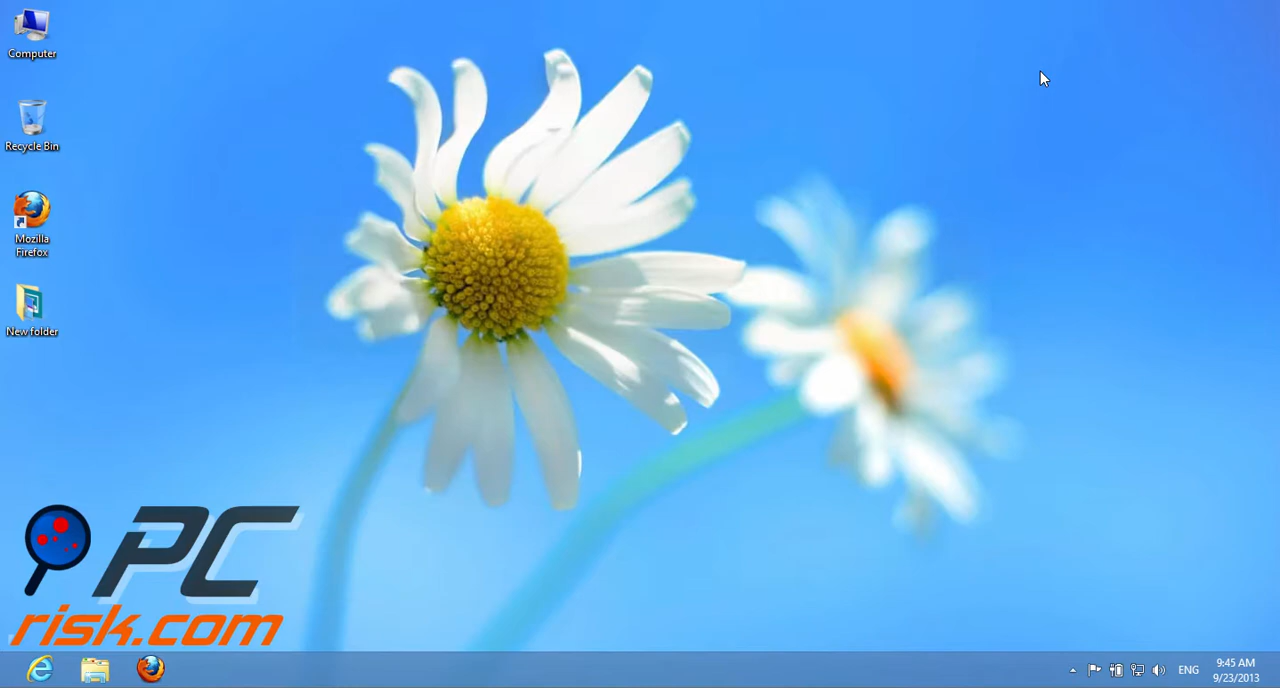 Computer
Recycle Bin
Mozilla
Firefox
New folder
PC
risk.com
ENG
9:45 AM
9/23/2013